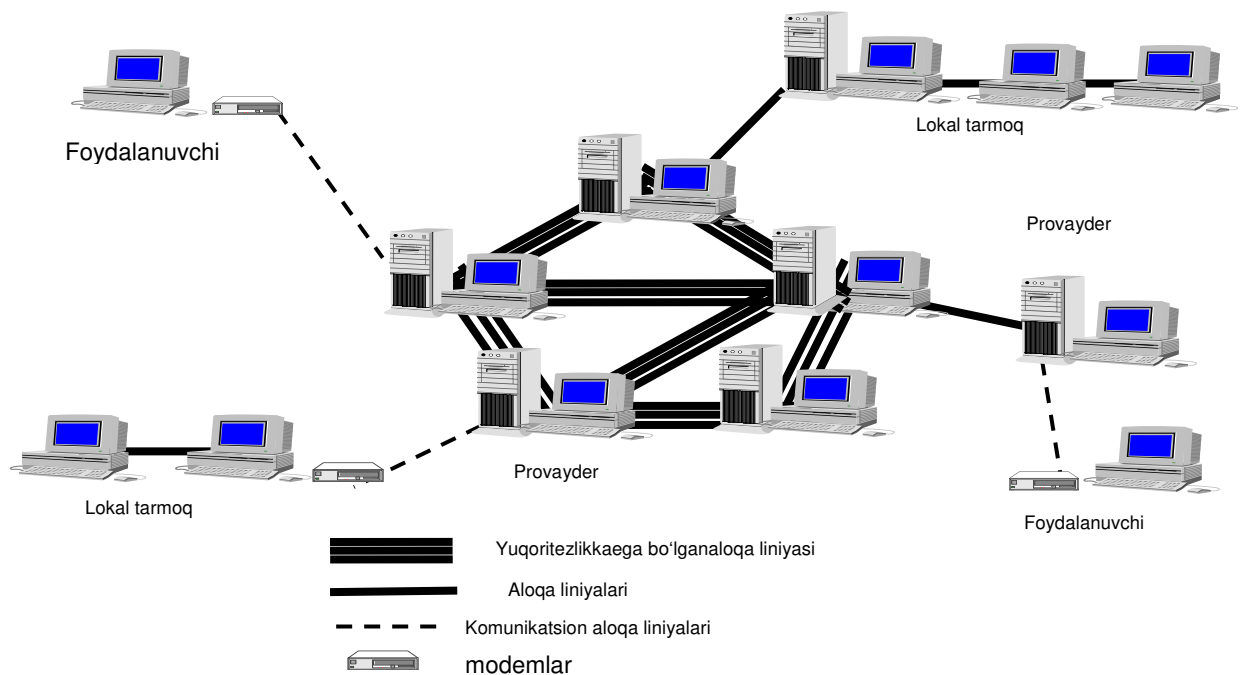 Foydalanuvchi
Lokal tarmoq
Provayder
Provayder
Lokal tarmoq
Foydalanuvchi
Yuqoritezlikkaega bo‘lganaloqa liniyasi
Aloqa liniyalari
Komunikatsion aloqa liniyalari
modemlar